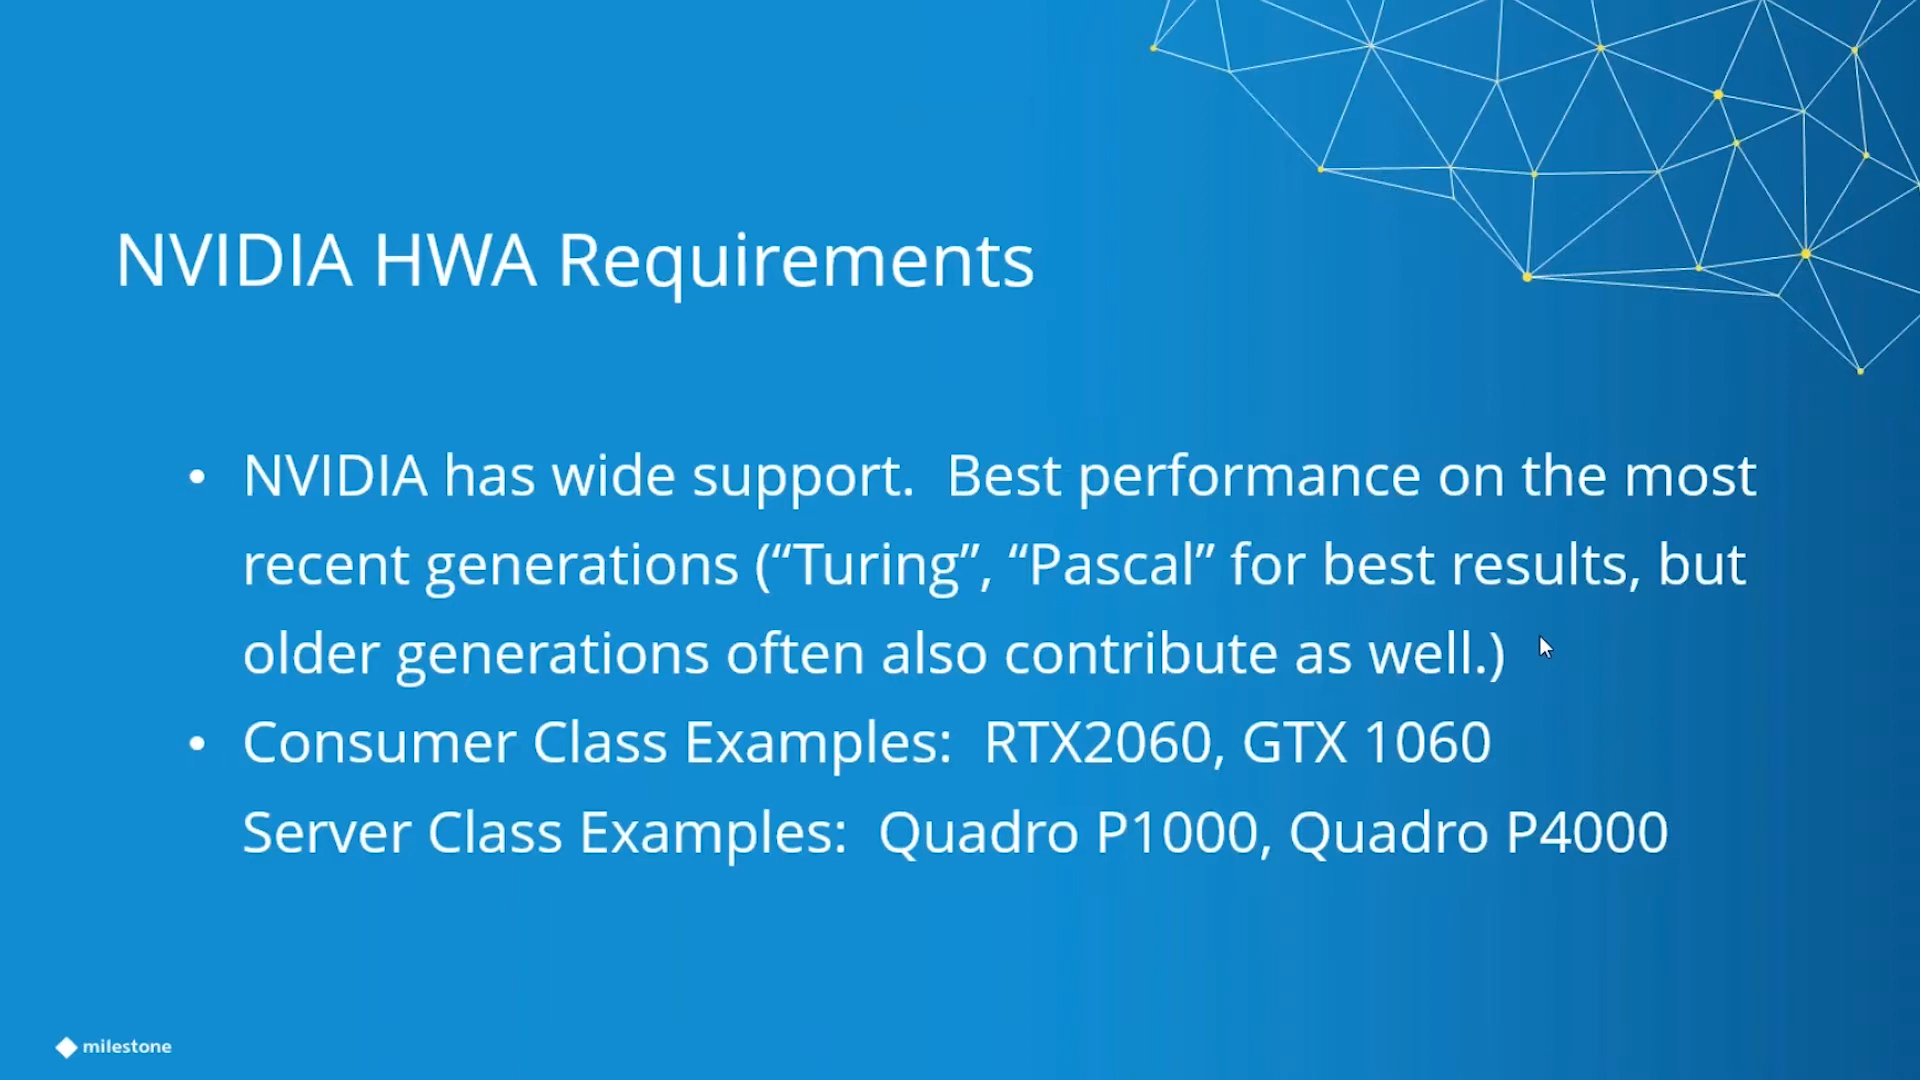 NVIDIA HWA Requirements
• NVIDIA has wide support.  Best performance on the most
recent generations (“Turing”, “Pascal” for best results, but
older generations often also contribute as well.)
• Consumer Class Examples:  RTX2060, GTX 1060
Server Class Examples:  Quadro P1000, Quadro P4000
milestone